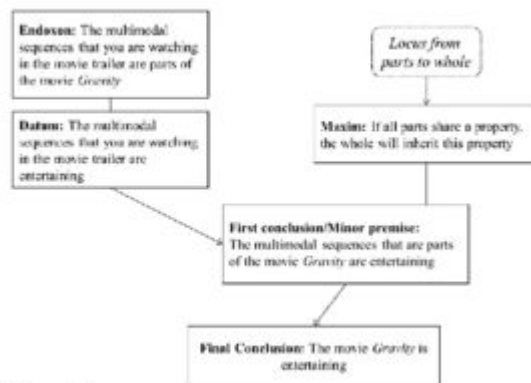 Endoxon: The multimodal
sequences that you are watching
in the movie trailer are parts of
the movie Gravity
Locus from
parts to whole
Datum: The multimodal
sequences that you are watching
in the movie trailer are
entertaining
Maxim: If all parts share a property,
the whole will inherit this property
First conclusion/Minor premise:
The multimodal sequences that are parts
of the movie Gravity are entertaining
Final Conclusion: The movie Gravity is
entertaining